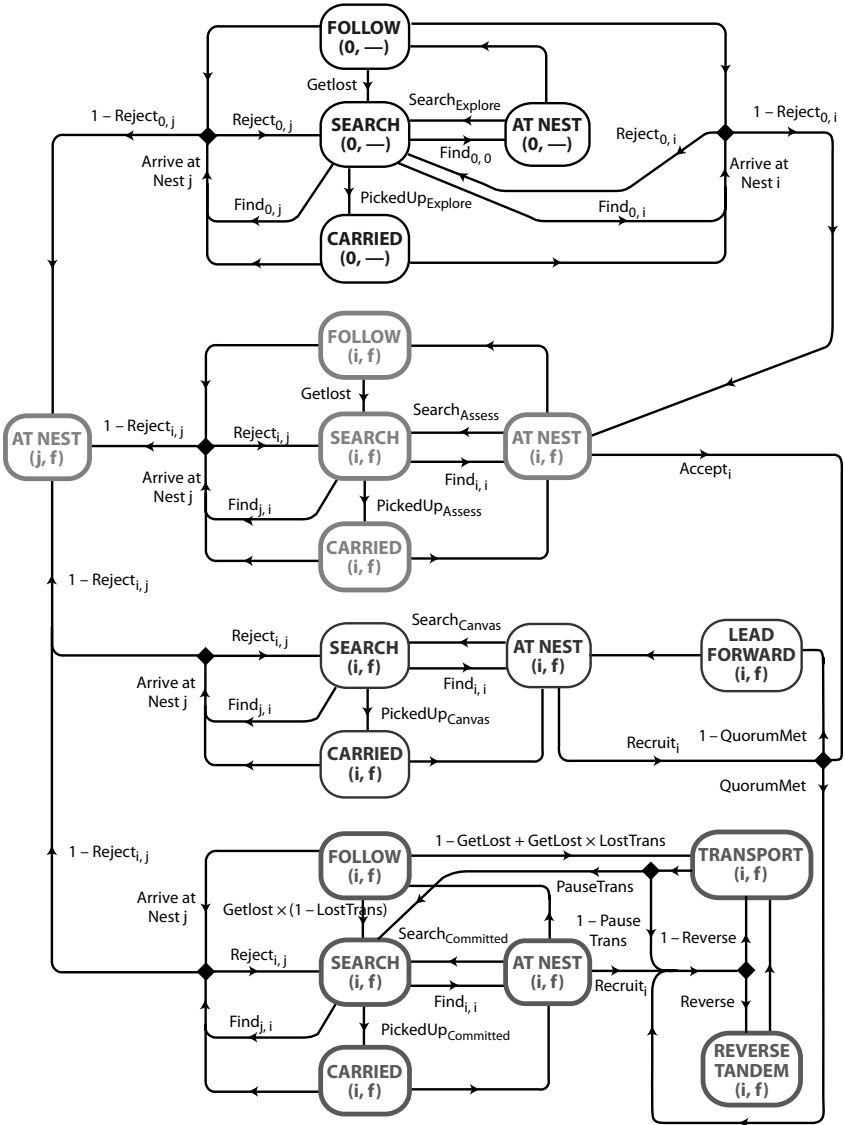 FOLLOW
(0, —)
Getlost
Search_Explore
1 – Reject_0, j
Reject_0, j
SEARCH
(0, —)
AT NEST
(0, —)
Reject_0, i
1 – Reject_0, i
Find_0, 0
Arrive at
Nest j
Arrive at
Nest i
Find_0, j
PickedUp_Explore
Find_0, i
CARRIED
(0, —)
FOLLOW
(i, f)
Getlost
Search_Assess
AT NEST
(j, f)
1 – Reject_i, j
Reject_i, j
SEARCH
(i, f)
AT NEST
(i, f)
Accept_i
Find_i, i
Arrive at
Nest j
Find_j, i
PickedUp_Assess
CARRIED
(i, f)
1 – Reject_i, j
Search_Canvas
Reject_i, j
SEARCH
(i, f)
AT NEST
(i, f)
LEAD
FORWARD
(i, f)
Find_i, i
Arrive at
Nest j
Find_j, i
PickedUp_Canvas
CARRIED
(i, f)
Recruit_i
1 – QuorumMet
QuorumMet
1 – GetLost + GetLost × LostTrans
1 – Reject_i, j
FOLLOW
(i, f)
TRANSPORT
(i, f)
PauseTrans
Arrive at
Nest j
Getlost × (1 – LostTrans)
1 – Pause
Trans
Search_Committed
1 – Reverse
Reject_i, j
SEARCH
(i, f)
AT NEST
(i, f)
Recruit_i
Find_i, i
Reverse
Find_j, i
PickedUp_Committed
CARRIED
(i, f)
REVERSE
TANDEM
(i, f)